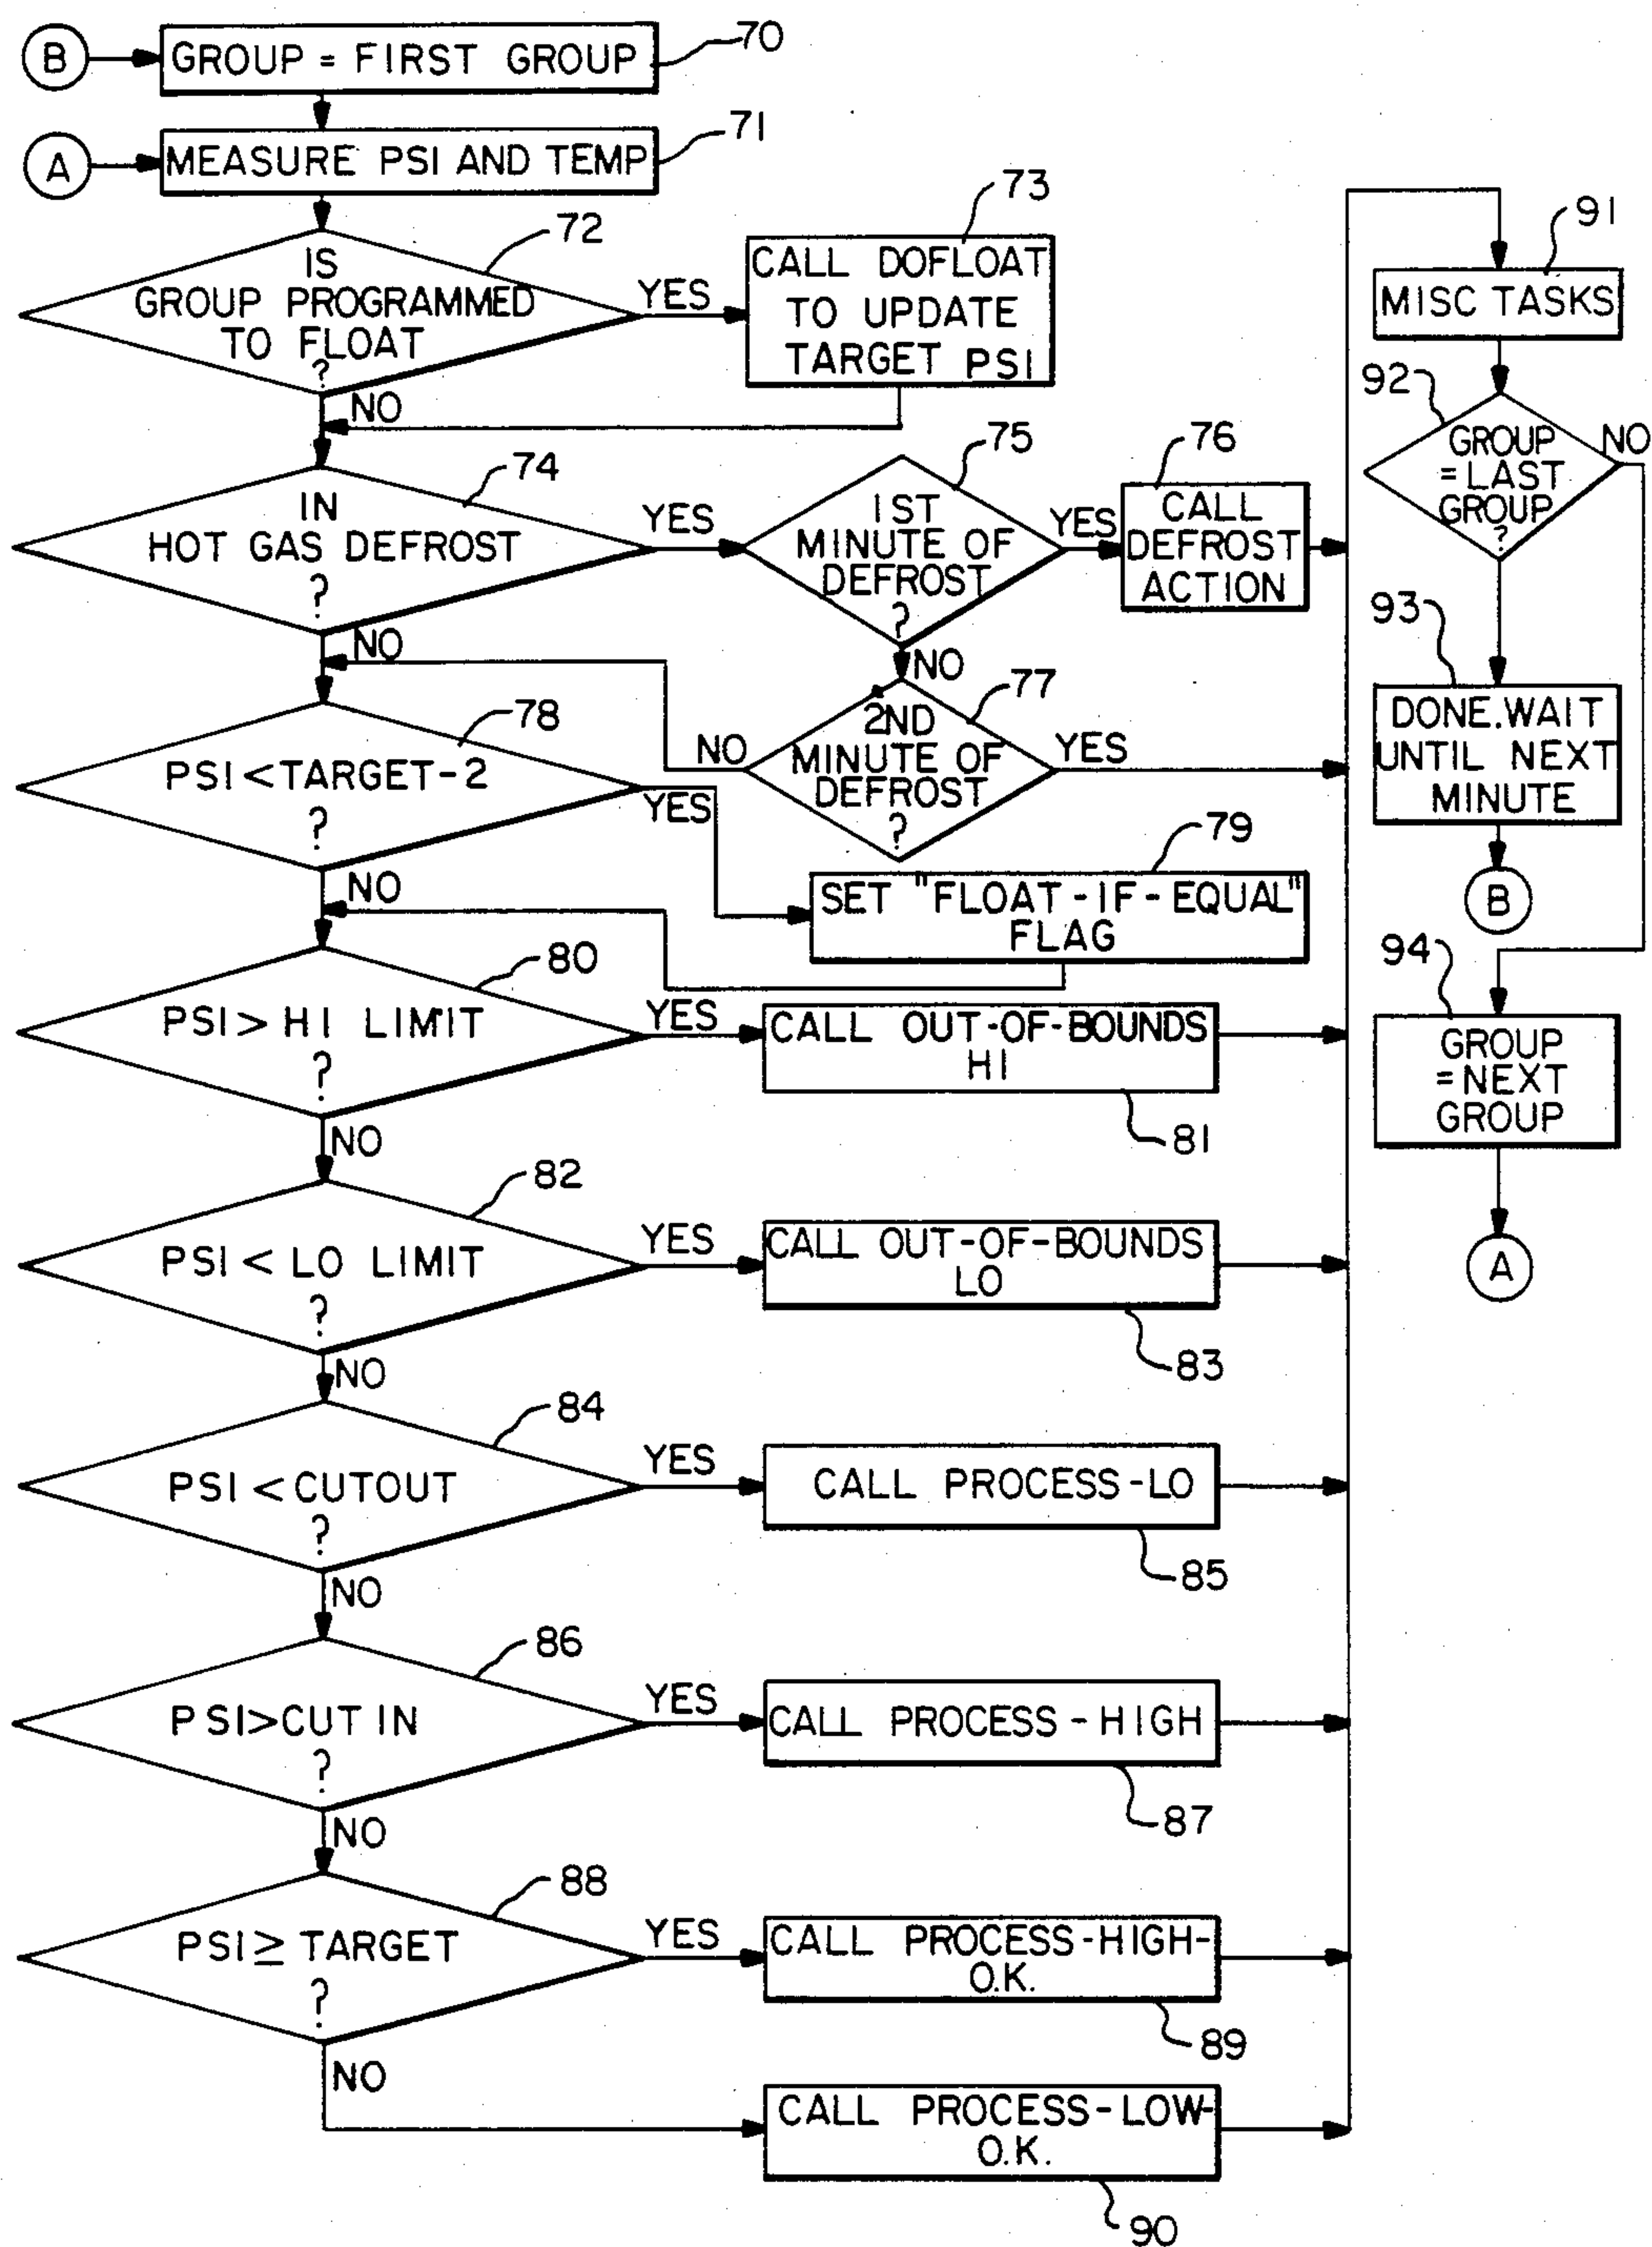 B
GROUP = FIRST GROUP
70
A
MEASURE PSI AND TEMP
71
IS
GROUP PROGRAMMED
TO FLOAT
?
72
YES
NO
CALL DOFLOAT
TO UPDATE
TARGET PSI
73
IN
HOT GAS DEFROST
?
74
YES
NO
1ST
MINUTE OF
DEFROST
?
75
YES
NO
CALL
DEFROST
ACTION
76
2ND
MINUTE OF
DEFROST
?
77
NO
YES
PSI < TARGET-2
?
78
YES
NO
SET "FLOAT-IF-EQUAL"
FLAG
79
PSI > HI LIMIT
?
80
YES
NO
CALL OUT-OF-BOUNDS
HI
81
PSI < LO LIMIT
?
82
YES
NO
CALL OUT-OF-BOUNDS
LO
83
PSI < CUTOUT
?
84
YES
NO
CALL PROCESS-LO
85
PSI>CUT IN
?
86
YES
NO
CALL PROCESS-HIGH
87
PSI ≥ TARGET
?
88
YES
NO
CALL PROCESS-HIGH-
O.K.
89
CALL PROCESS-LOW-
O.K.
90
MISC TASKS
91
GROUP
=LAST
GROUP
?
92
NO
DONE.WAIT
UNTIL NEXT
MINUTE
93
B
GROUP
=NEXT
GROUP
94
A